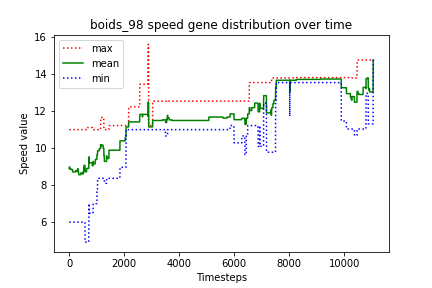 boids_98 speed gene distribution over time
max
mean
min
Speed value
16
14
12
10
8
6
0
2000
4000
6000
8000
10000
Timesteps